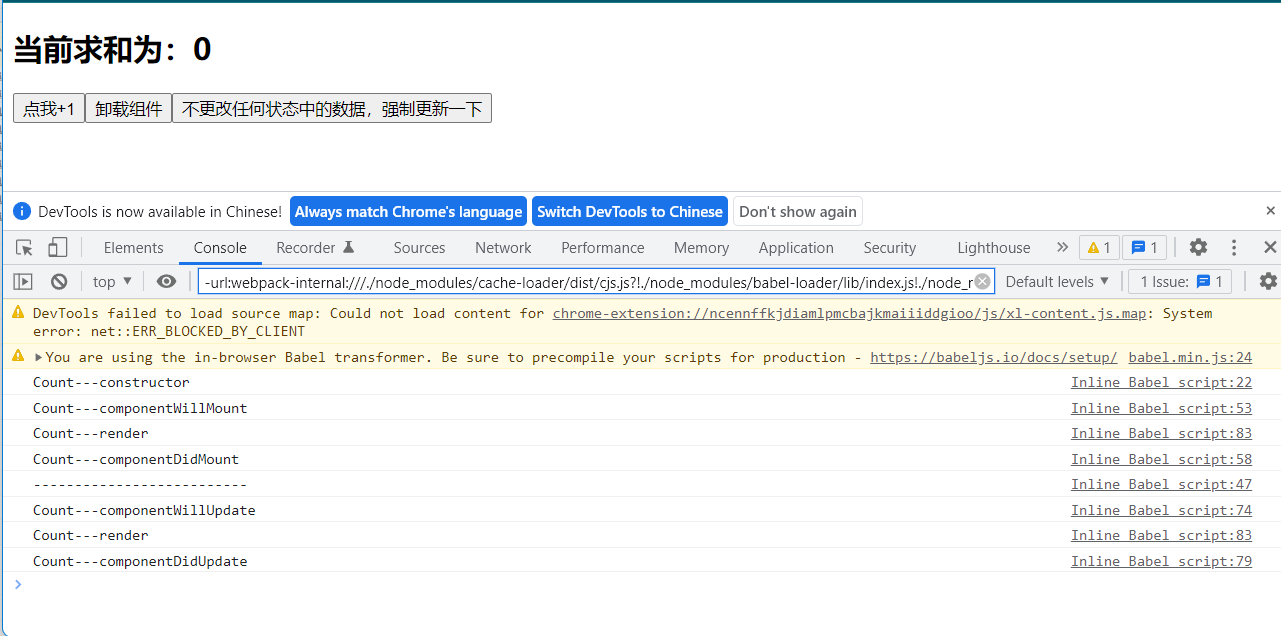 当前求和为：0
点我+1 卸载组件 不更改任何状态中的数据，强制更新一下
DevTools is now available in Chinese! Always match Chrome's language Switch DevTools to Chinese Don't show again
Elements Console Recorder Sources Network Performance Memory Application Security Lighthouse 1 1
top -url:webpack-internal:///./node_modules/cache-loader/dist/cjs.js?!./node_modules/babel-loader/lib/index.js!./node_r Default levels 1 Issue: 1
DevTools failed to load source map: Could not load content for chrome-extension://ncennffkjdiamlpmcbajkmaiiiddgioo/js/xl-content.js.map: System
error: net::ERR_BLOCKED_BY_CLIENT
You are using the in-browser Babel transformer. Be sure to precompile your scripts for production - https://babeljs.io/docs/setup/ babel.min.js:24
Count---constructor Inline Babel script:22
Count---componentWillMount Inline Babel script:53
Count---render Inline Babel script:83
Count---componentDidMount Inline Babel script:58
-------------------------- Inline Babel script:47
Count---componentWillUpdate Inline Babel script:74
Count---render Inline Babel script:83
Count---componentDidUpdate Inline Babel script:79